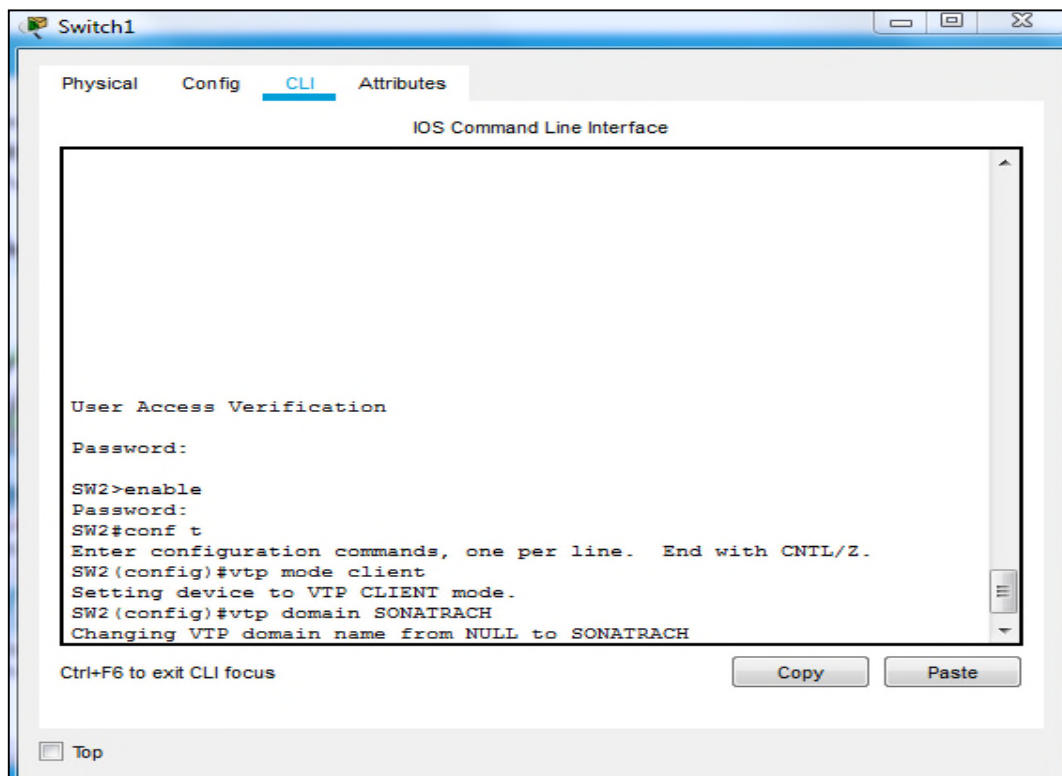 Switch1
Physical Config CLI Attributes
IOS Command Line Interface
User Access Verification
Password:
SW2>enable
Password:
SW2#conf t
Enter configuration commands, one per line.  End with CNTL/Z.
SW2(config)#vtp mode client
Setting device to VTP CLIENT mode.
SW2(config)#vtp domain SONATRACH
Changing VTP domain name from NULL to SONATRACH
Ctrl+F6 to exit CLI focus Copy Paste
Top